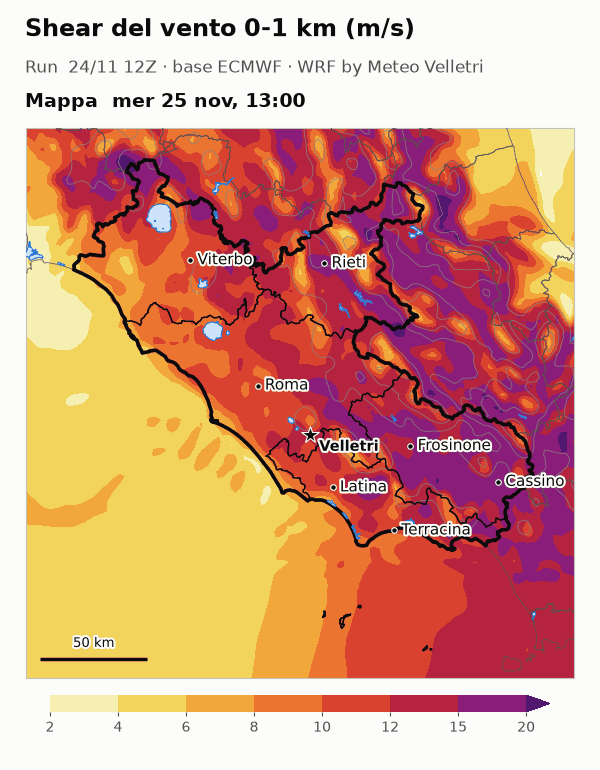 Shear del vento 0-1 km (m/s)
Run  24/11 12Z · base ECMWF · WRF by Meteo Velletri
Mappa  mer 25 nov, 13:00
Viterbo
Rieti
Roma
Velletri
Frosinone
Latina
Cassino
Terracina
50 km
2 4 6 8 10 12 15 20